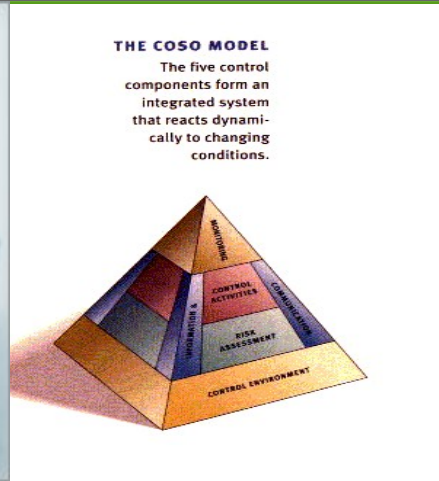 THE COSO MODEL
The five control
components form an
integrated system
that reacts dynami-
cally to changing
conditions.
MONITORING
CONTROL
ACTIVITIES
INFORMATION &
COMMUNICATION
RISK
ASSESSMENT
CONTROL ENVIRONMENT